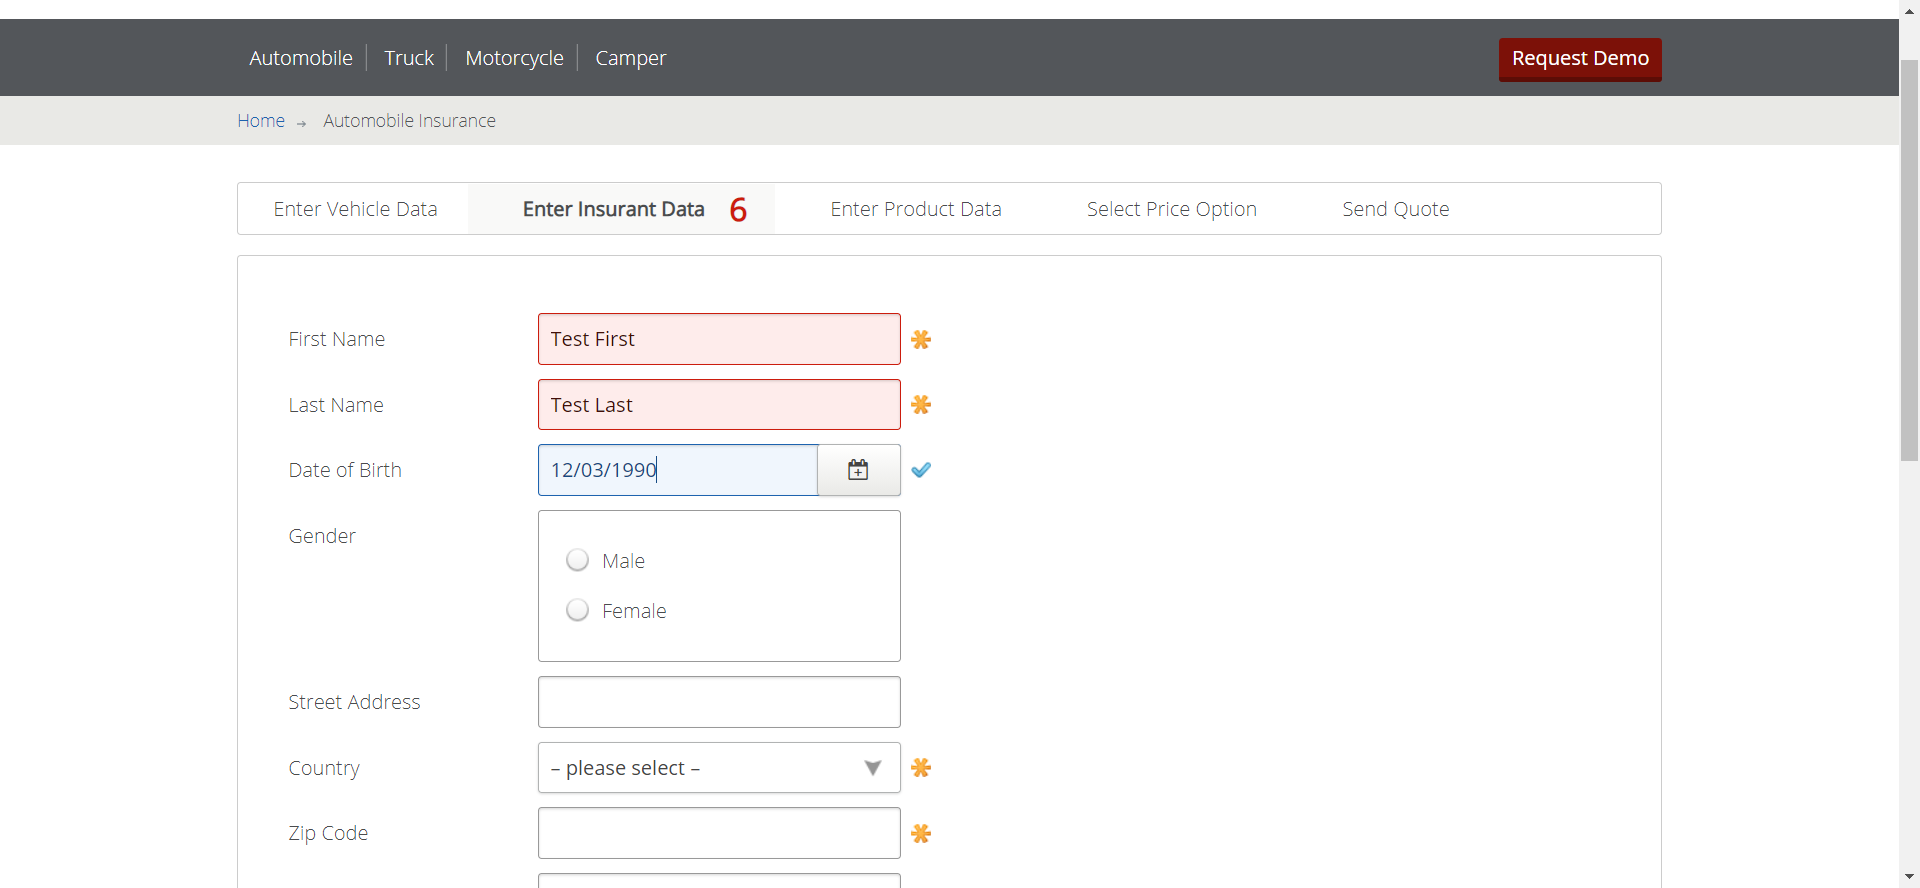 Automobile Truck Motorcycle Camper Request Demo
Home → Automobile Insurance
Enter Vehicle Data Enter Insurant Data 6 Enter Product Data Select Price Option Send Quote
First Name Test First
Last Name Test Last
Date of Birth 12/03/1990
Gender
Male
Female
Street Address
Country – please select –
Zip Code